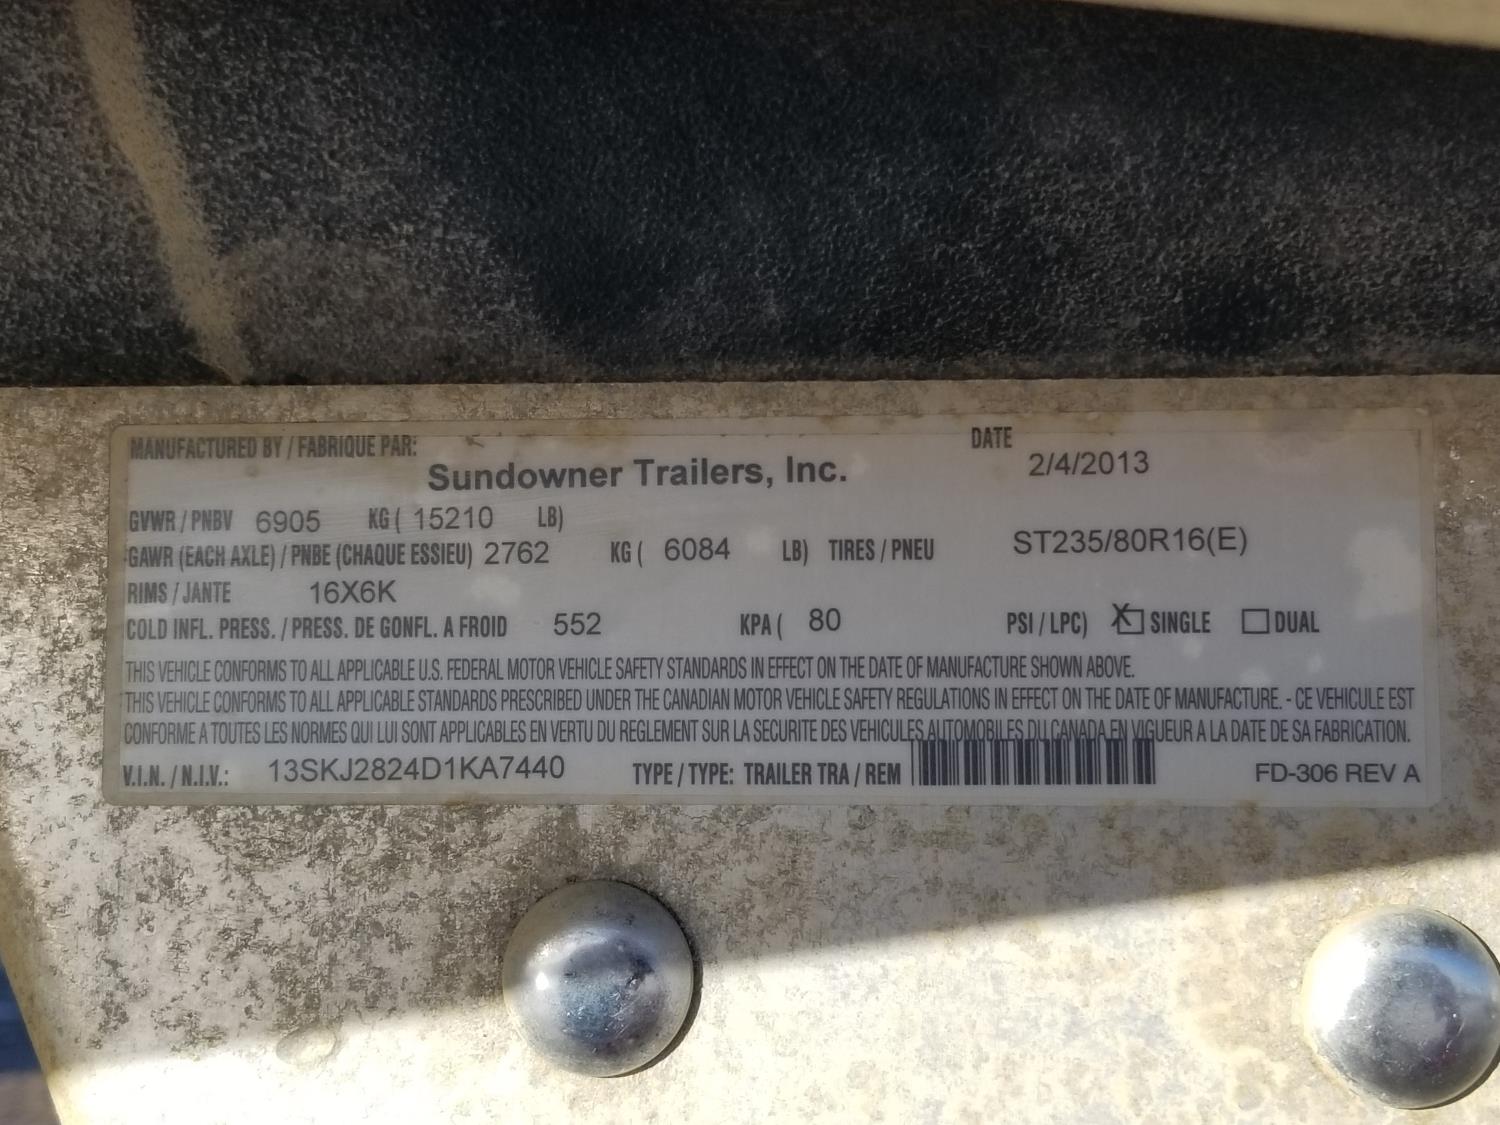 MANUFACTURED BY / FABRIQUE PAR: Sundowner Trailers, Inc. DATE 2/4/2013
GVWR / PNBV 6905 KG ( 15210 LB)
GAWR (EACH AXLE) / PNBE (CHAQUE ESSIEU) 2762 KG ( 6084 LB) TIRES / PNEU ST235/80R16(E)
RIMS / JANTE 16X6K
COLD INFL. PRESS. / PRESS. DE GONFL. A FROID 552 KPA ( 80 PSI / LPC) X SINGLE DUAL
THIS VEHICLE CONFORMS TO ALL APPLICABLE U.S. FEDERAL MOTOR VEHICLE SAFETY STANDARDS IN EFFECT ON THE DATE OF MANUFACTURE SHOWN ABOVE.
THIS VEHICLE CONFORMS TO ALL APPLICABLE STANDARDS PRESCRIBED UNDER THE CANADIAN MOTOR VEHICLE SAFETY REGULATIONS IN EFFECT ON THE DATE OF MANUFACTURE. - CE VEHICULE EST
CONFORME A TOUTES LES NORMES QUI LUI SONT APPLICABLES EN VERTU DU REGLEMENT SUR LA SECURITE DES VEHICULES AUTOMOBILES DU CANADA EN VIGUEUR A LA DATE DE SA FABRICATION.
V.I.N. / N.I.V.: 13SKJ2824D1KA7440 TYPE / TYPE: TRAILER TRA / REM FD-306 REV A